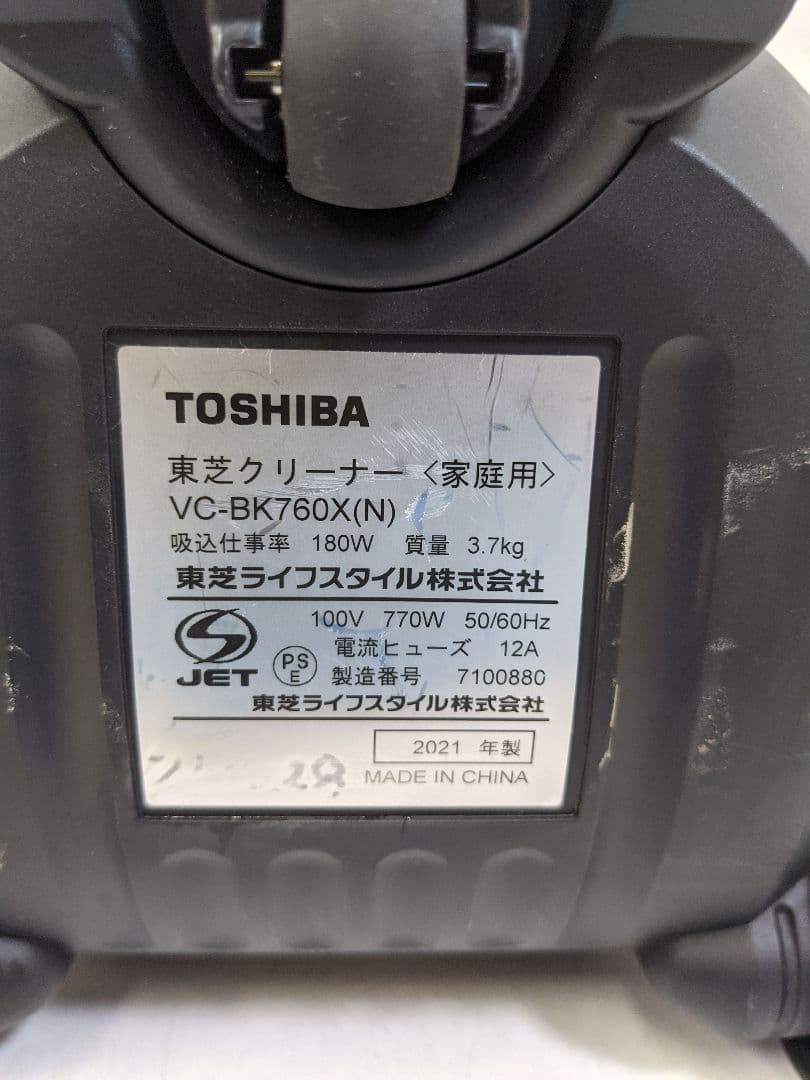 TOSHIBA
東芝クリーナー〈家庭用〉
VC-BK760X(N)
吸込仕事率 180W 質量 3.7kg
東芝ライフスタイル株式会社
100V 770W 50/60Hz
電流ヒューズ 12A
JET PS E 製造番号 7100880
東芝ライフスタイル株式会社
2021 年製
MADE IN CHINA